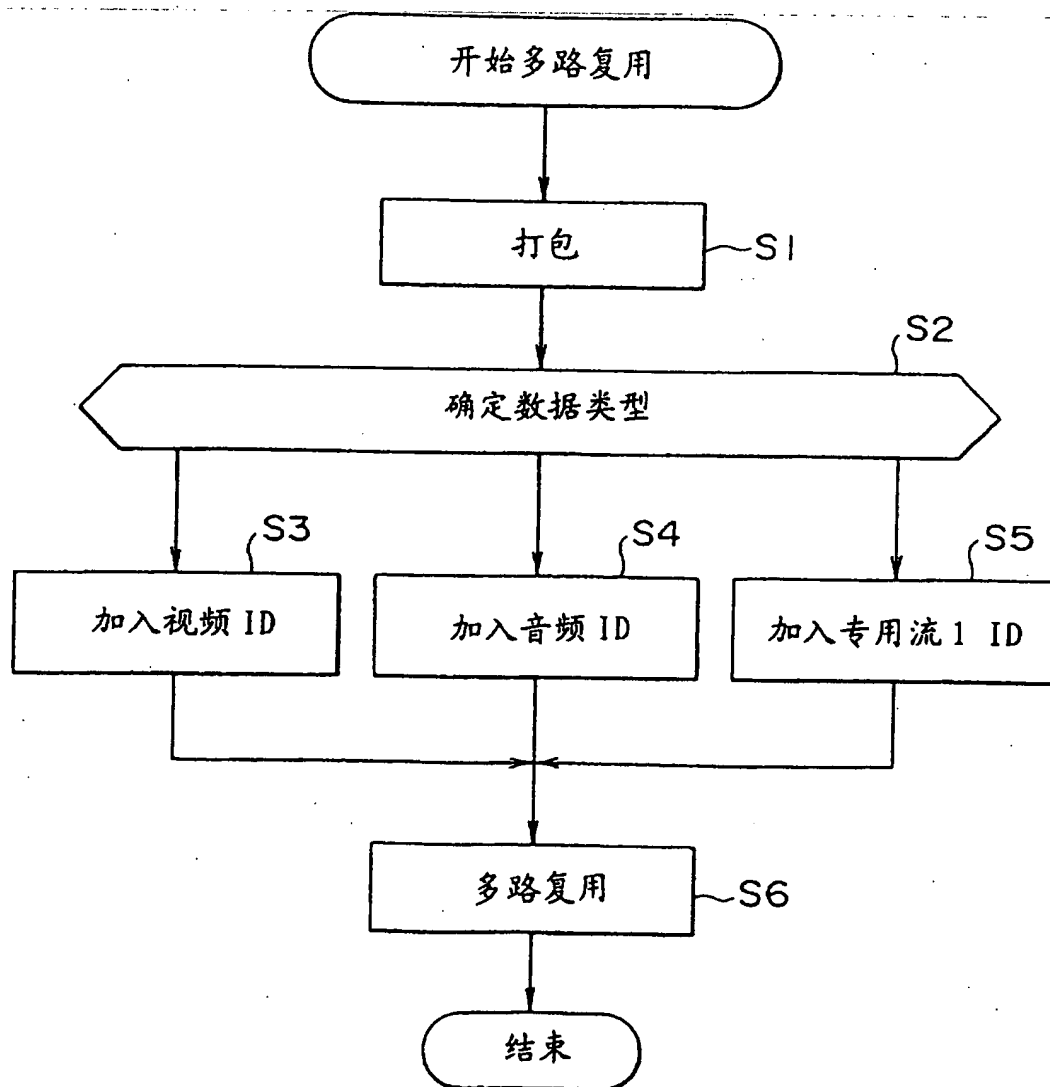 开始多路复用
打包
S1
S2
确定数据类型
S3
S4
S5
加入视频 ID
加入音频 ID
加入专用流 1 ID
多路复用
S6
结束